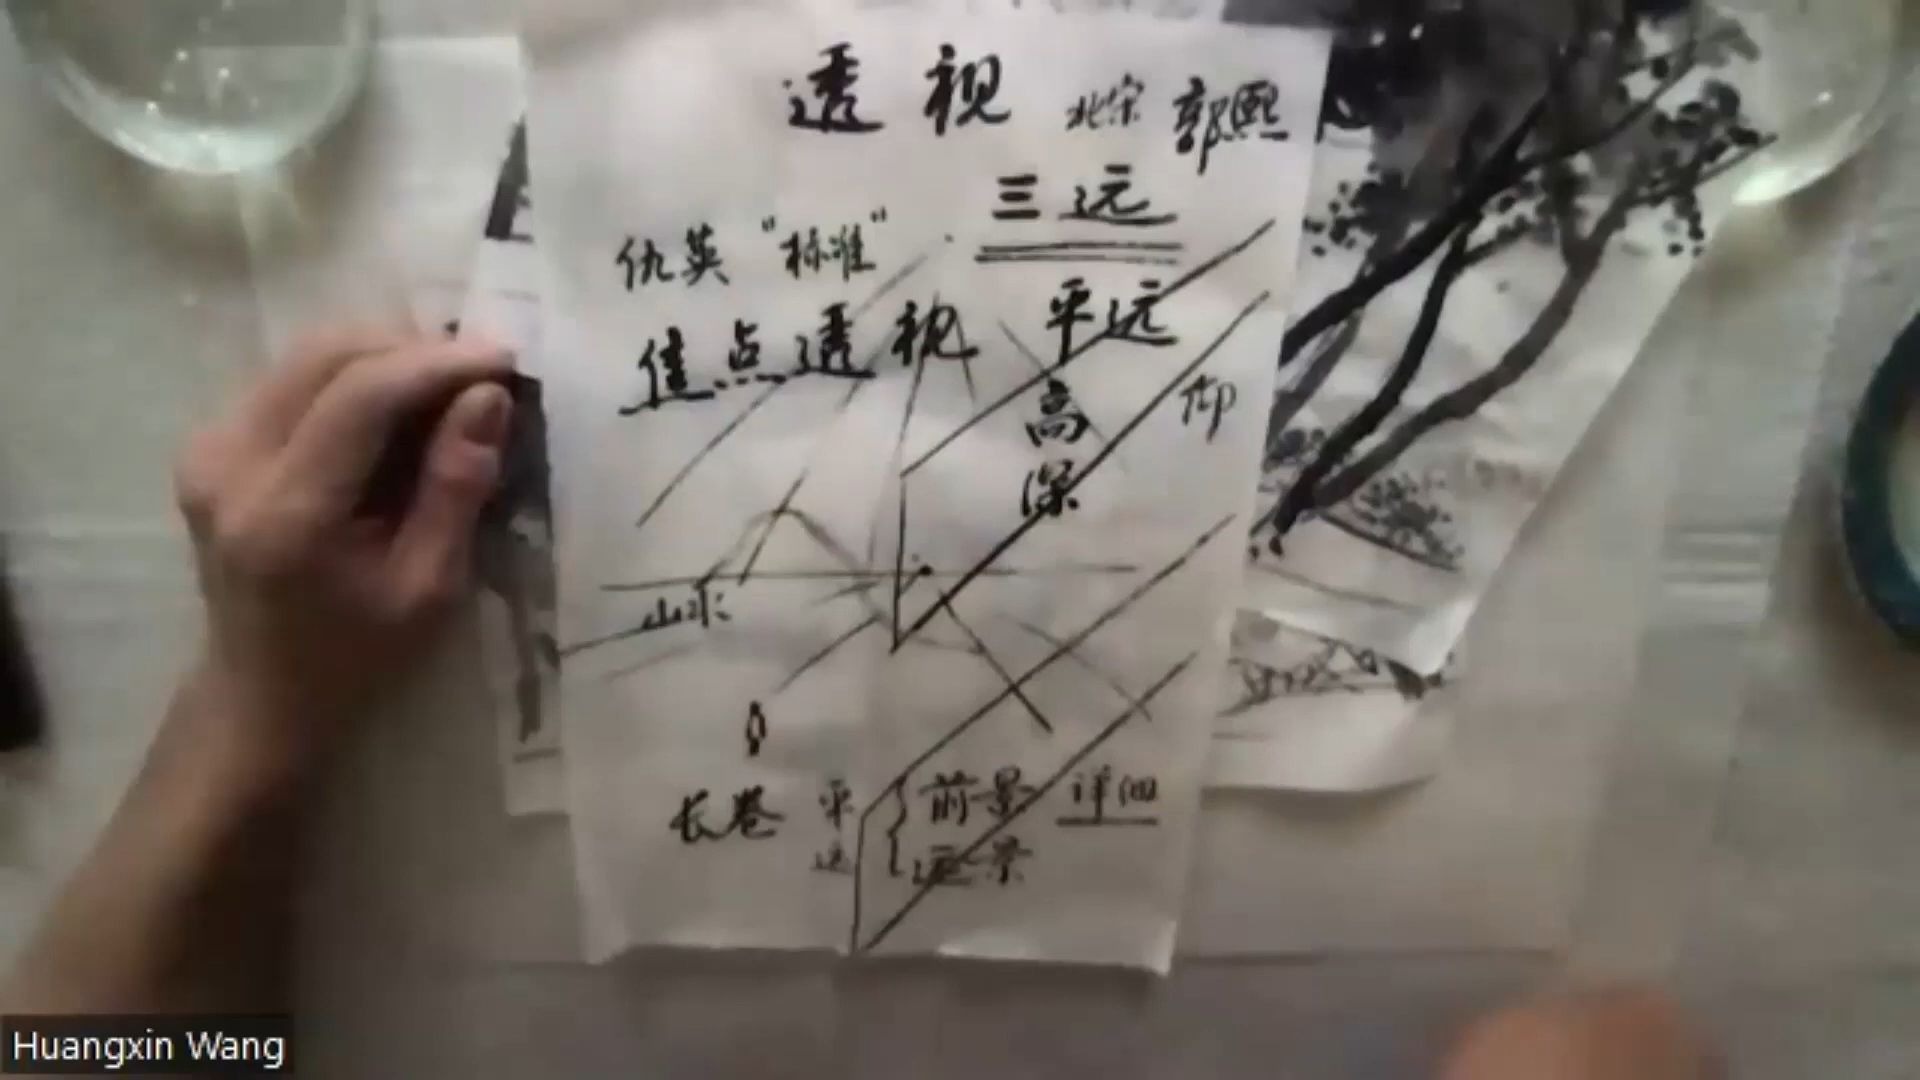 透视 北宋 郭熙
三远
仇英 "标准"
焦点透视 平远
高 仰
深
山水
长卷 平远 { 前景 详细
远景
Huangxin Wang